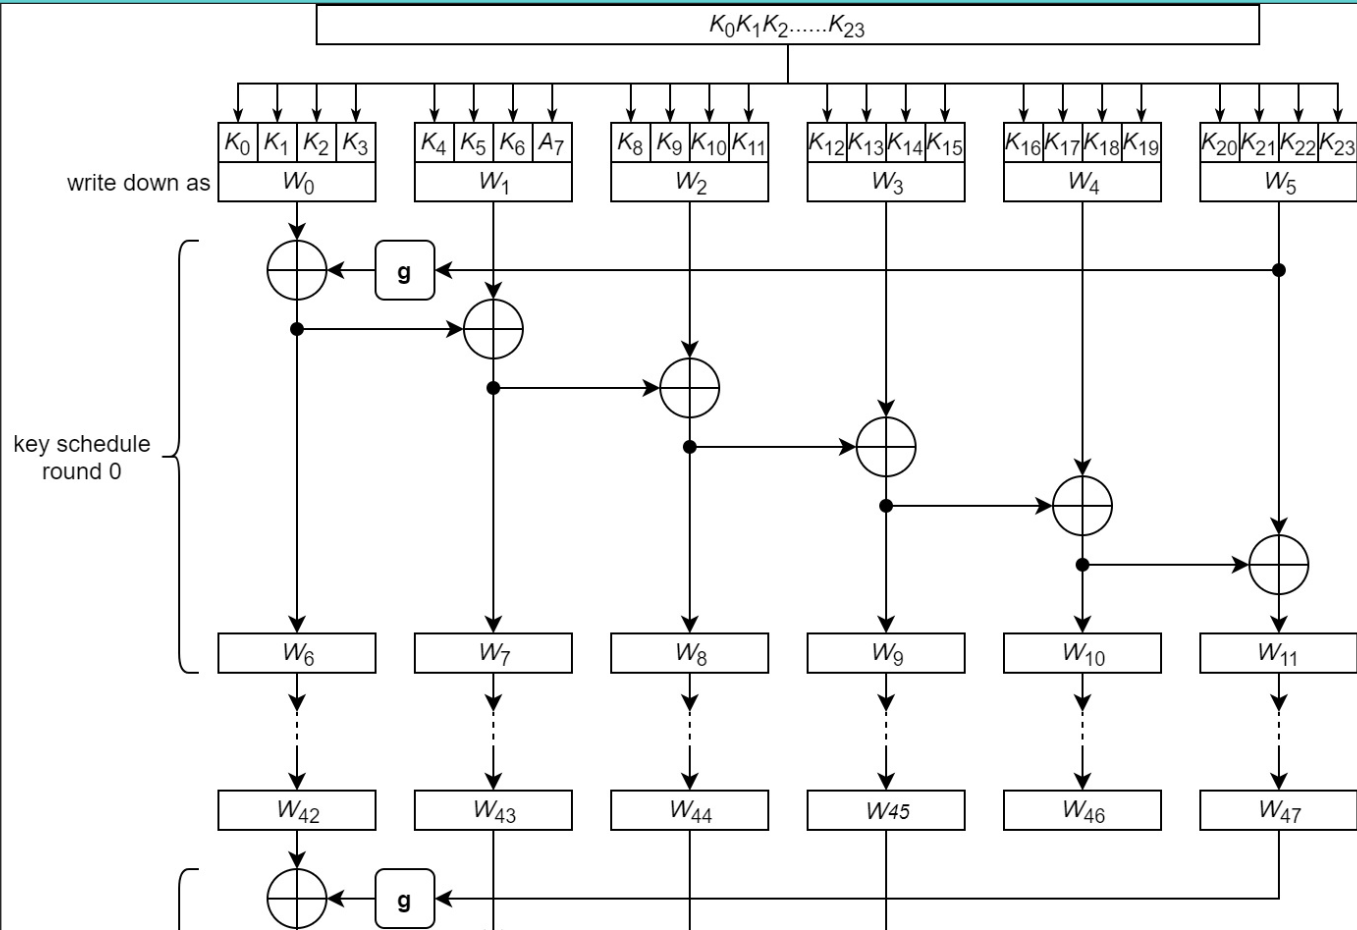 K₀K₁K₂......K₂₃
K₀ K₁ K₂ K₃ K₄ K₅ K₆ A₇ K₈ K₉ K₁₀ K₁₁ K₁₂ K₁₃ K₁₄ K₁₅ K₁₆ K₁₇ K₁₈ K₁₉ K₂₀ K₂₁ K₂₂ K₂₃
write down as W₀ W₁ W₂ W₃ W₄ W₅
g
key schedule
round 0
W₆ W₇ W₈ W₉ W₁₀ W₁₁
W₄₂ W₄₃ W₄₄ W45 W₄₆ W₄₇
g